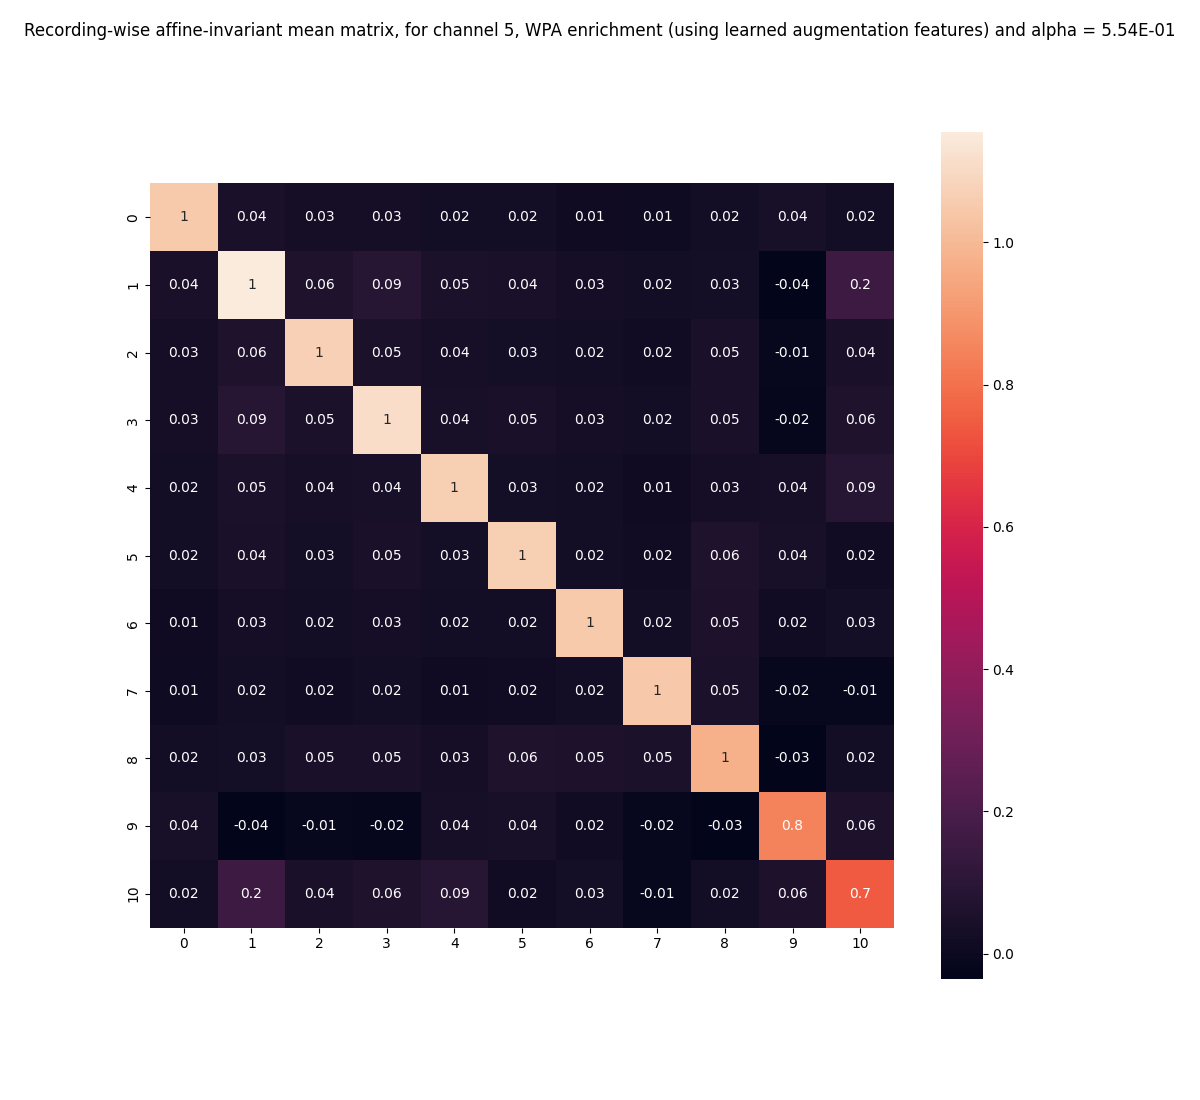 Recording-wise affine-invariant mean matrix, for channel 5, WPA enrichment (using learned augmentation features) and alpha = 5.54E-01
0 1 0.04 0.03 0.03 0.02 0.02 0.01 0.01 0.02 0.04 0.02
1 0.04 1 0.06 0.09 0.05 0.04 0.03 0.02 0.03 -0.04 0.2
2 0.03 0.06 1 0.05 0.04 0.03 0.02 0.02 0.05 -0.01 0.04
3 0.03 0.09 0.05 1 0.04 0.05 0.03 0.02 0.05 -0.02 0.06
4 0.02 0.05 0.04 0.04 1 0.03 0.02 0.01 0.03 0.04 0.09
5 0.02 0.04 0.03 0.05 0.03 1 0.02 0.02 0.06 0.04 0.02
6 0.01 0.03 0.02 0.03 0.02 0.02 1 0.02 0.05 0.02 0.03
7 0.01 0.02 0.02 0.02 0.01 0.02 0.02 1 0.05 -0.02 -0.01
8 0.02 0.03 0.05 0.05 0.03 0.06 0.05 0.05 1 -0.03 0.02
9 0.04 -0.04 -0.01 -0.02 0.04 0.04 0.02 -0.02 -0.03 0.8 0.06
10 0.02 0.2 0.04 0.06 0.09 0.02 0.03 -0.01 0.02 0.06 0.7
0 1 2 3 4 5 6 7 8 9 10
1.0
0.8
0.6
0.4
0.2
0.0